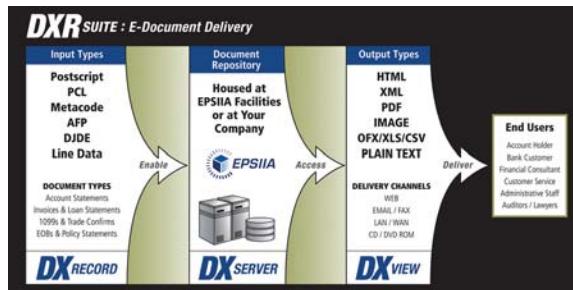 DXR SUITE : E-Document Delivery
Input Types
Postscript
PCL
Metacode
AFP
DJDE
Line Data
DOCUMENT TYPES
Account Statements
Invoices & Loan Statements
1099s & Trade Confirms
EOBs & Policy Statements
DX RECORD
Enable
Document
Repository
Housed at
EPSIIA Facilities
or at Your
Company
EPSIIA
DX SERVER
Access
Output Types
HTML
XML
PDF
IMAGE
OFX/XLS/CSV
PLAIN TEXT
DELIVERY CHANNELS
WEB
EMAIL / FAX
LAN / WAN
CD / DVD ROM
DX VIEW
Deliver
End Users
Account Holder
Bank Customer
Financial Consultant
Customer Service
Administrative Staff
Auditors / Lawyers